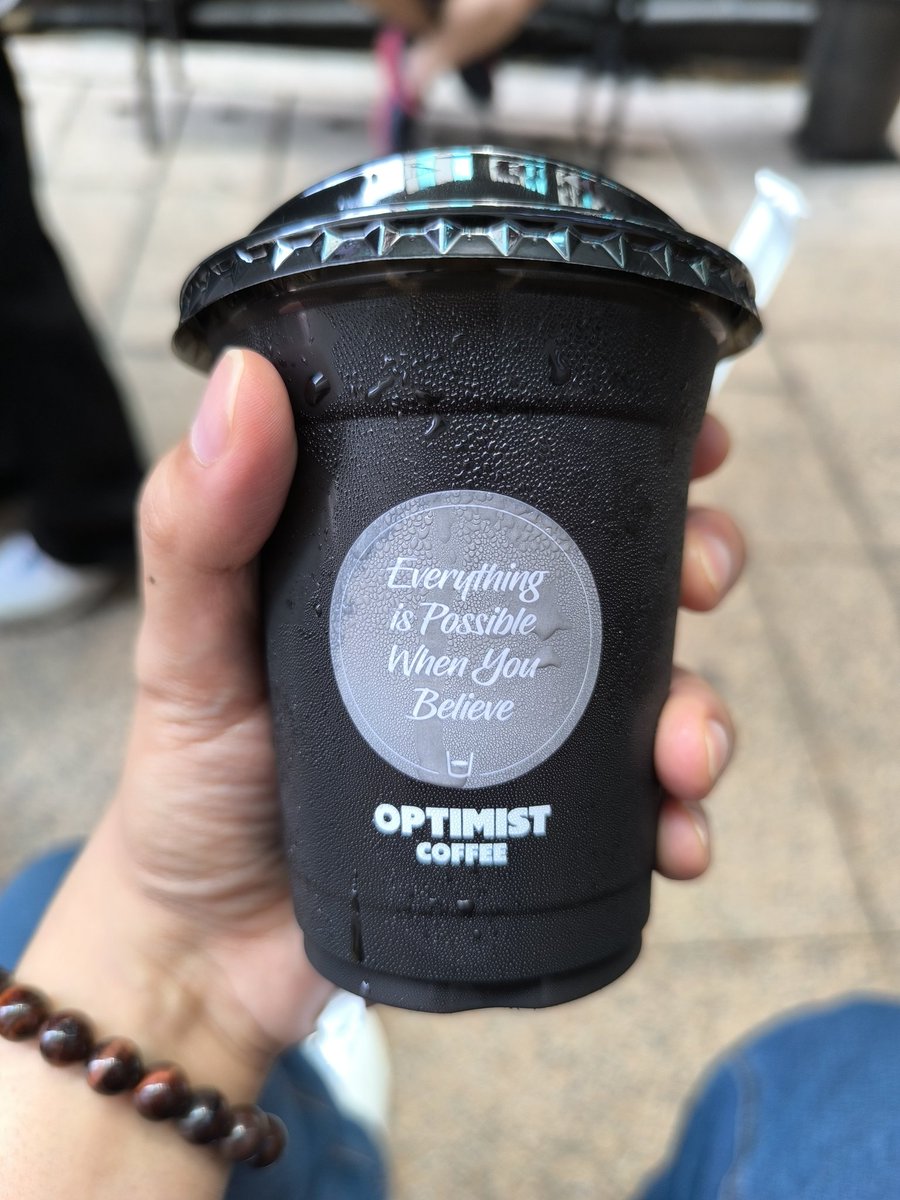 Everything
is Possible
When You
Believe
OPTIMIST
COFFEE